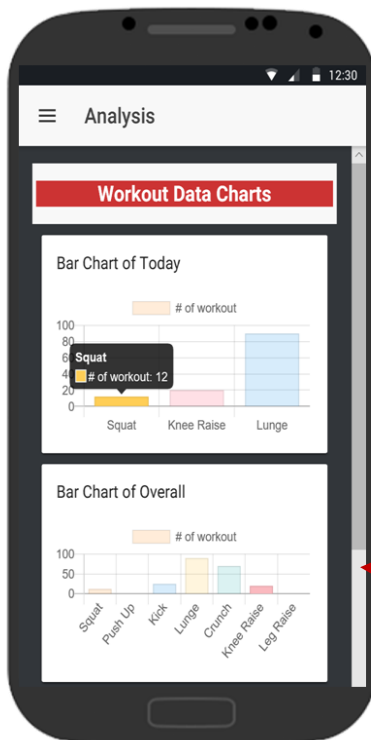 12:30
Analysis
Workout Data Charts
Bar Chart of Today
# of workout
100
80
60
40
20
0
Squat
# of workout: 12
Squat Knee Raise Lunge
Bar Chart of Overall
# of workout
100
50
0
Squat Push Up Kick Lunge Crunch Knee Raise Leg Raise